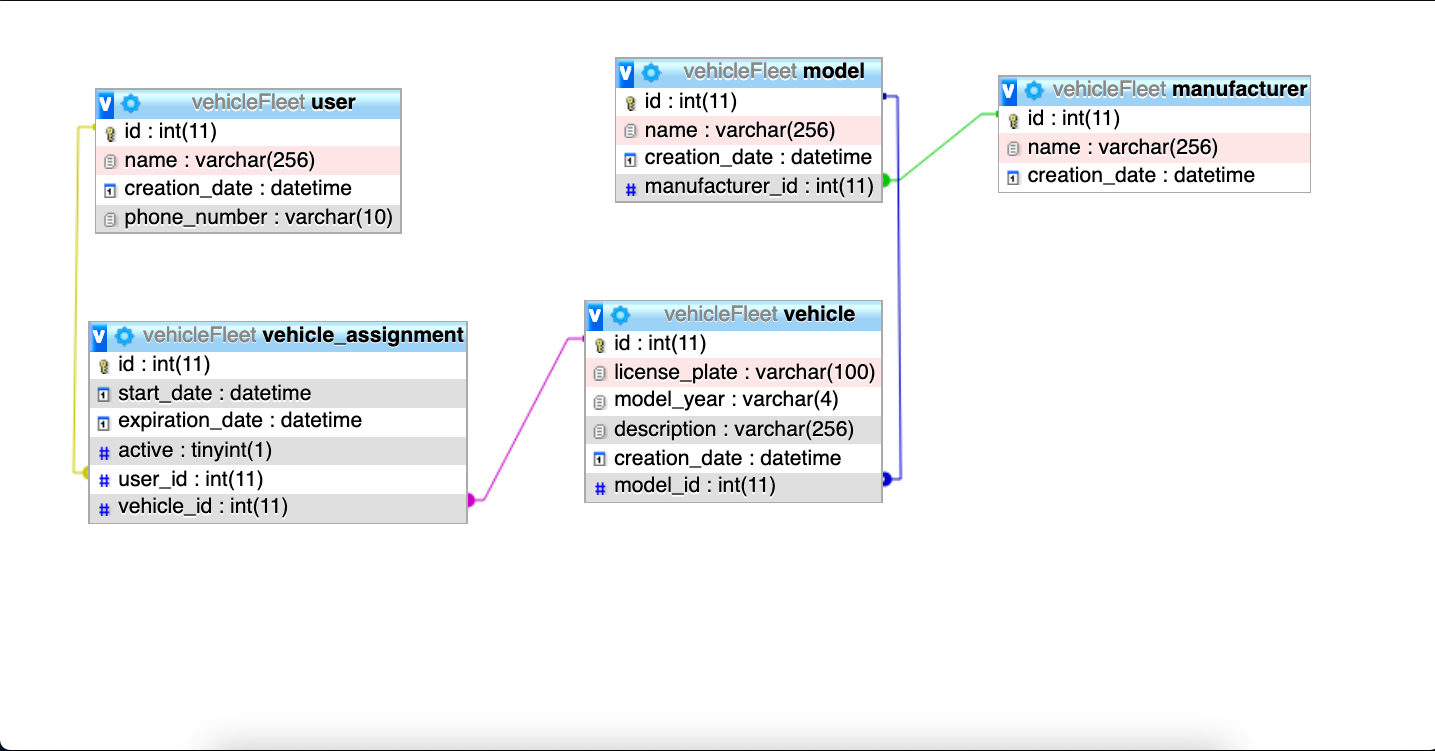 vehicleFleet user
id : int(11)
name : varchar(256)
creation_date : datetime
phone_number : varchar(10)
vehicleFleet model
id : int(11)
name : varchar(256)
creation_date : datetime
manufacturer_id : int(11)
vehicleFleet manufacturer
id : int(11)
name : varchar(256)
creation_date : datetime
vehicleFleet vehicle_assignment
id : int(11)
start_date : datetime
expiration_date : datetime
active : tinyint(1)
user_id : int(11)
vehicle_id : int(11)
vehicleFleet vehicle
id : int(11)
license_plate : varchar(100)
model_year : varchar(4)
description : varchar(256)
creation_date : datetime
model_id : int(11)